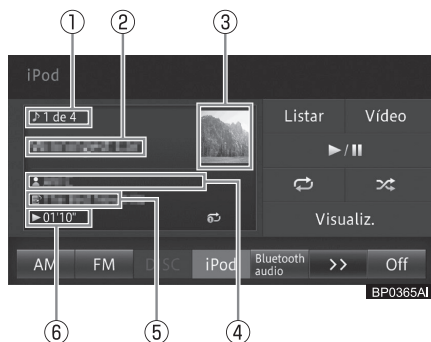 ① ② ③
iPod
♪ 1 de 4
Listar Vídeo
▶/II
▶ 01'10"
Visualiz.
AM FM DISC iPod Bluetooth audio >> Off
BP0365AI
⑥ ⑤ ④